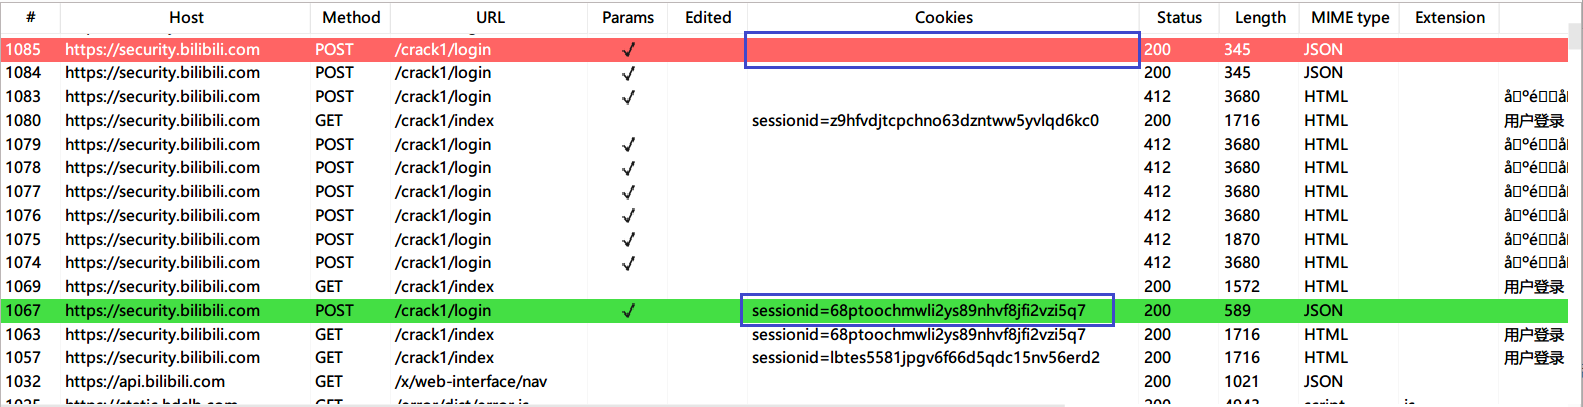 # Host Method URL Params Edited Cookies Status Length MIME type Extension
1085 https://security.bilibili.com POST /crack1/login ✓ 200 345 JSON
1084 https://security.bilibili.com POST /crack1/login ✓ 200 345 JSON
1083 https://security.bilibili.com POST /crack1/login ✓ 412 3680 HTML
1080 https://security.bilibili.com GET /crack1/index sessionid=z9hfvdjtcpchno63dzntww5yvlqd6kc0 200 1716 HTML 用户登录
1079 https://security.bilibili.com POST /crack1/login ✓ 412 3680 HTML
1078 https://security.bilibili.com POST /crack1/login ✓ 412 3680 HTML
1077 https://security.bilibili.com POST /crack1/login ✓ 412 3680 HTML
1076 https://security.bilibili.com POST /crack1/login ✓ 412 3680 HTML
1075 https://security.bilibili.com POST /crack1/login ✓ 412 1870 HTML
1074 https://security.bilibili.com POST /crack1/login ✓ 412 3680 HTML
1069 https://security.bilibili.com GET /crack1/index 200 1572 HTML 用户登录
1067 https://security.bilibili.com POST /crack1/login ✓ sessionid=68ptoochmwli2ys89nhvf8jfi2vzi5q7 200 589 JSON
1063 https://security.bilibili.com GET /crack1/index sessionid=68ptoochmwli2ys89nhvf8jfi2vzi5q7 200 1716 HTML 用户登录
1057 https://security.bilibili.com GET /crack1/index sessionid=lbtes5581jpgv6f66d5qdc15nv56erd2 200 1716 HTML 用户登录
1032 https://api.bilibili.com GET /x/web-interface/nav 200 1021 JSON